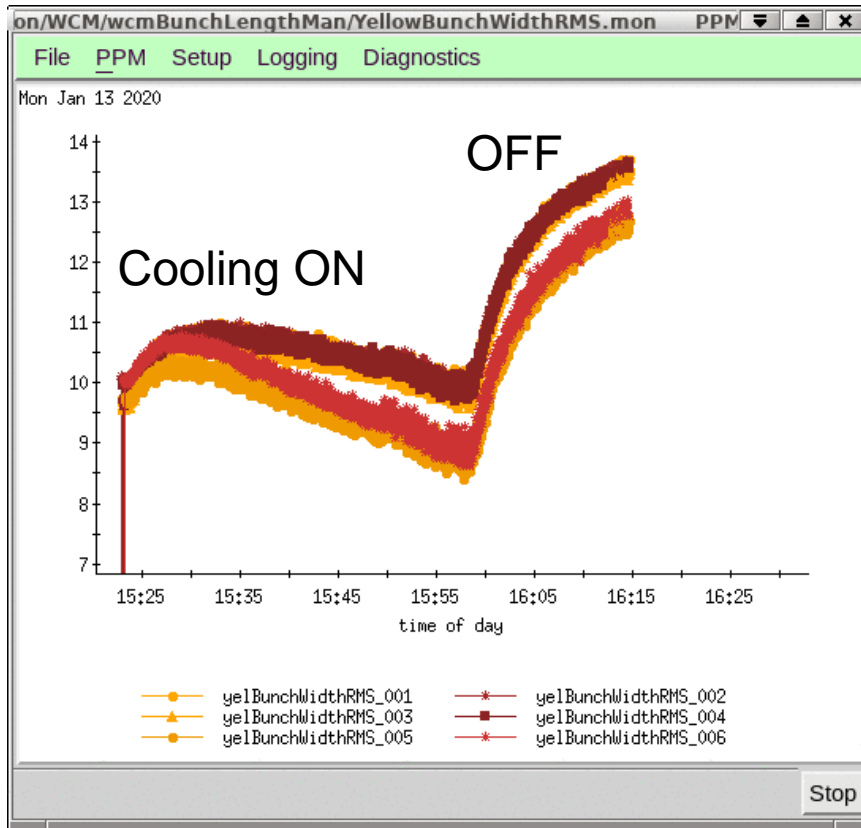 on/WCM/wcmBunchLengthMan/YellowBunchWidthRMS.mon PPM
File PPM Setup Logging Diagnostics
Mon Jan 13 2020
OFF
Cooling ON
14
13
12
11
10
9
8
7
15:25 15:35 15:45 15:55 16:05 16:15 16:25
time of day
yelBunchWidthRMS_001 yelBunchWidthRMS_002
yelBunchWidthRMS_003 yelBunchWidthRMS_004
yelBunchWidthRMS_005 yelBunchWidthRMS_006
Stop